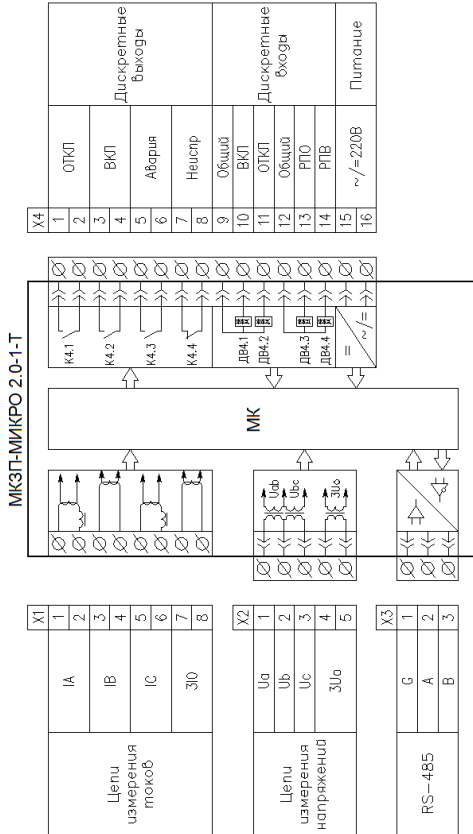 МКЗП-МИКРО 2.0-1-Т
Цепи
измерения
токов
IA
IB
IC
3I0
X1
1
2
3
4
5
6
7
8
Цепи
измерения
напряжений
Ua
Ub
Uc
3Uo
X2
1
2
3
4
5
RS-485
G
A
B
X3
1
2
3
Uab
Ubc
3Uo
МК
К4.1
К4.2
К4.3
К4.4
ДВ4.1
ДВ4.2
ДВ4.3
ДВ4.4
=
~/=
X4
1
2
3
4
5
6
7
8
9
10
11
12
13
14
15
16
ОТКЛ
ВКЛ
Авария
Неиспр
Общий
ВКЛ
ОТКЛ
Общий
РПО
РПВ
~/=220В
Дискретные
выходы
Дискретные
входы
Питание